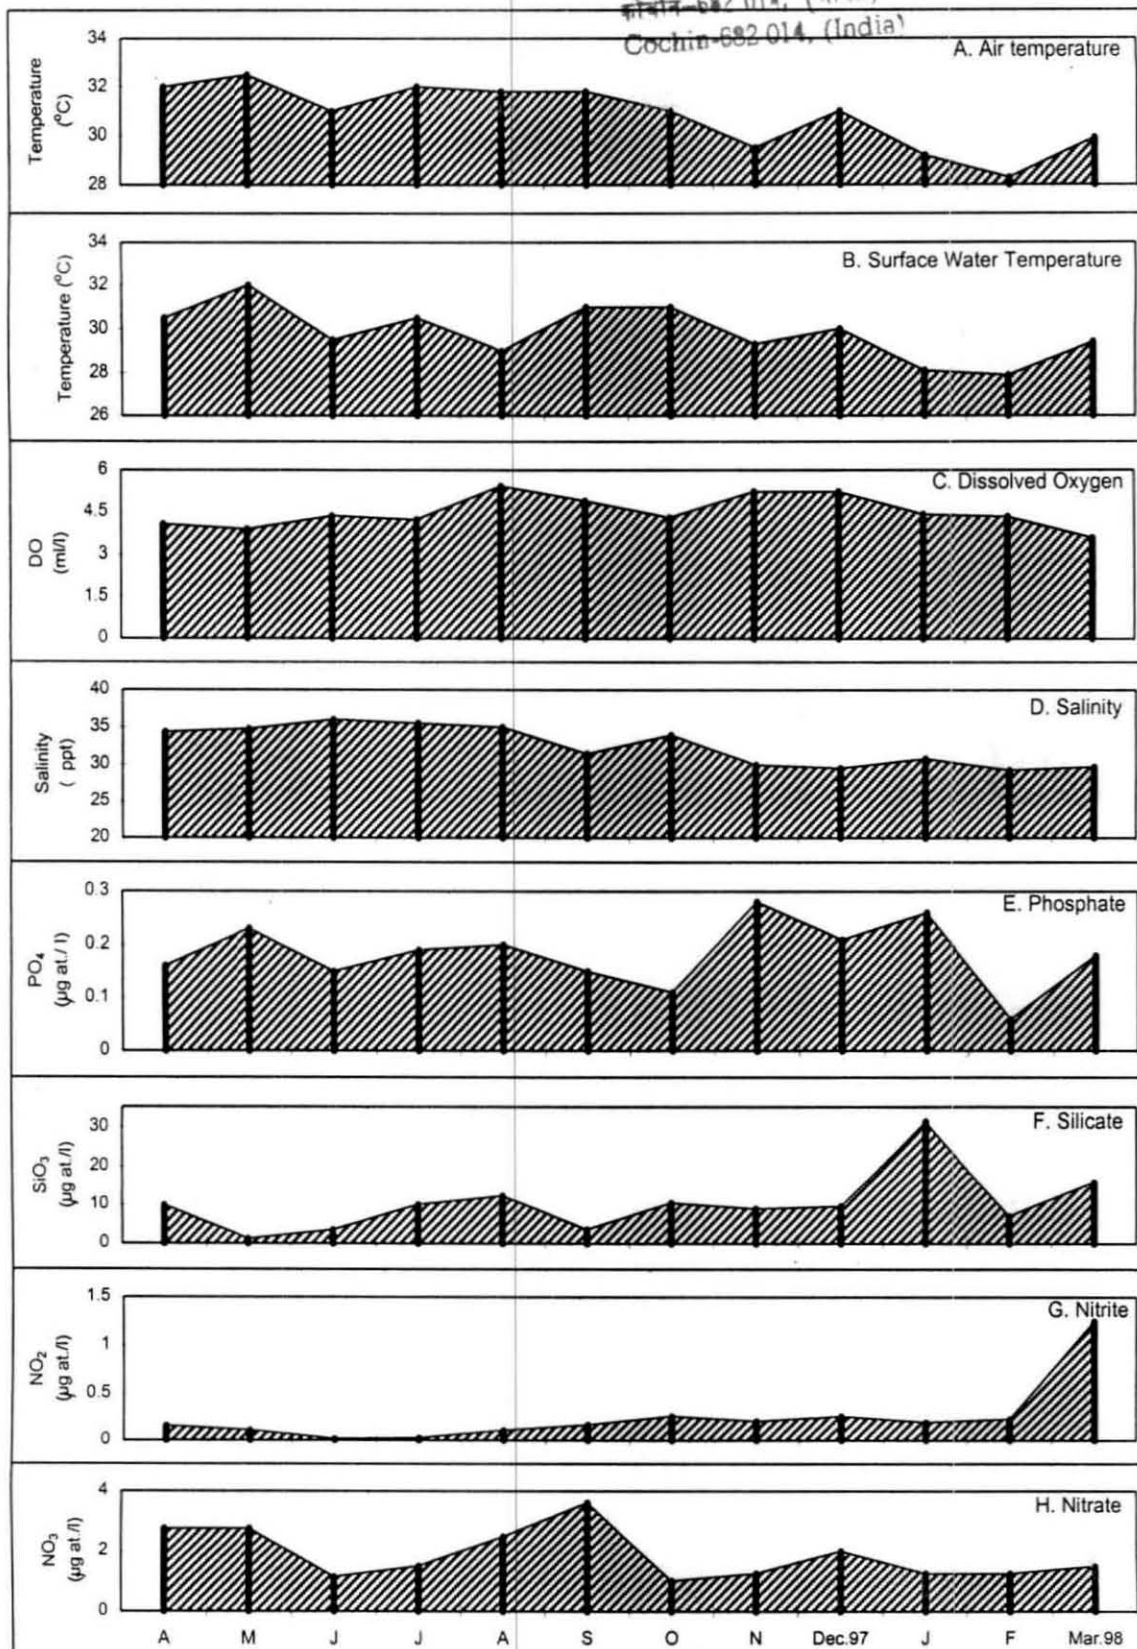 Cochin-682 014, (India)
A. Air temperature
Temperature
(°C)
34
32
30
28
B. Surface Water Temperature
Temperature (°C)
34
32
30
28
26
C. Dissolved Oxygen
DO
(ml/l)
6
4.5
3
1.5
0
D. Salinity
Salinity
( ppt)
40
35
30
25
20
E. Phosphate
PO₄
(µg at./ l)
0.3
0.2
0.1
0
F. Silicate
SiO₃
(µg at./l)
30
20
10
0
G. Nitrite
NO₂
(µg at./l)
1.5
1
0.5
0
H. Nitrate
NO₃
(µg at./l)
4
2
0
A M J J A S O N Dec.97 J F Mar.98